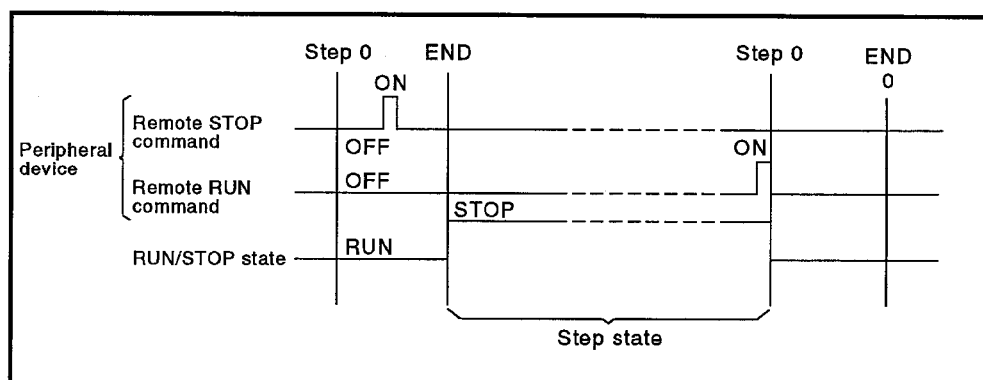 Step 0 END Step 0 END
0
ON
Remote STOP
command
OFF
Peripheral
device
ON
Remote RUN
command
OFF
STOP
RUN/STOP state
RUN
Step state